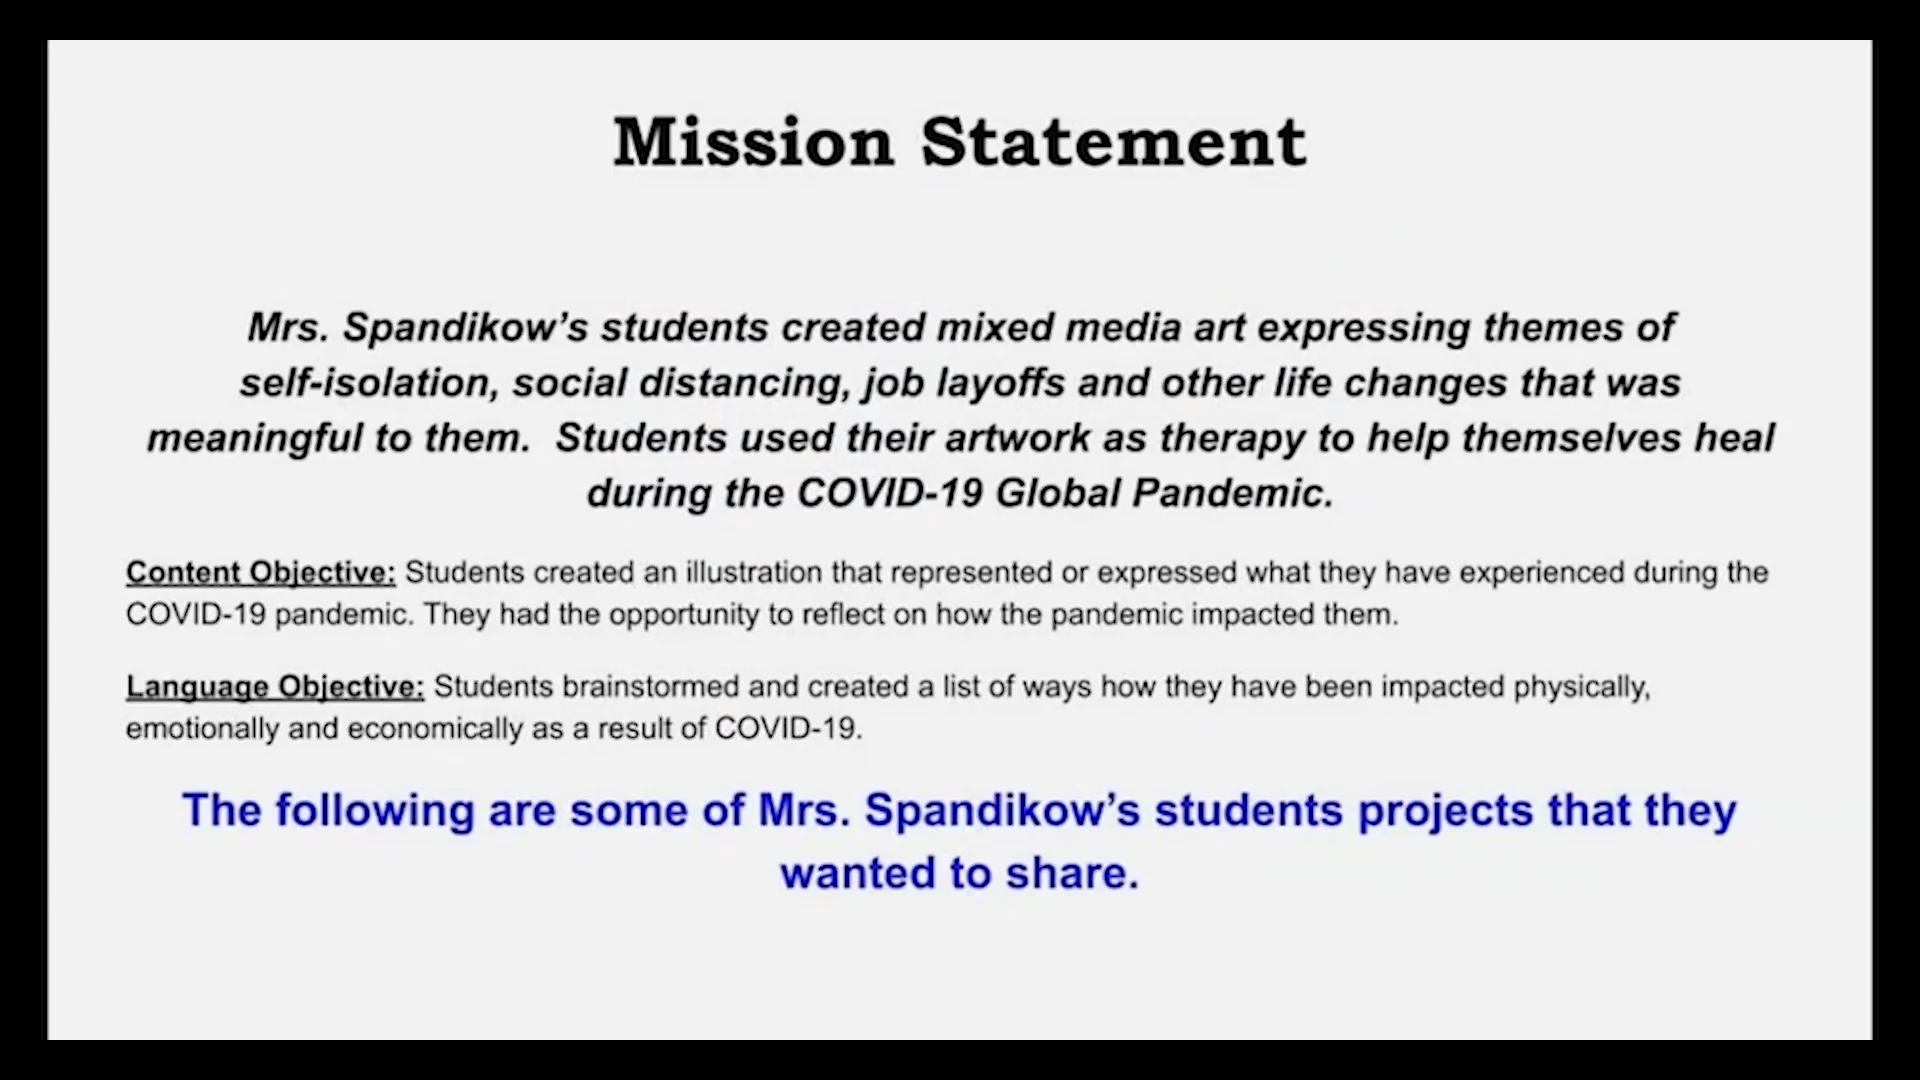 Mission Statement
Mrs. Spandikow’s students created mixed media art expressing themes of
self-isolation, social distancing, job layoffs and other life changes that was
meaningful to them.  Students used their artwork as therapy to help themselves heal
during the COVID-19 Global Pandemic.
Content Objective: Students created an illustration that represented or expressed what they have experienced during the
COVID-19 pandemic. They had the opportunity to reflect on how the pandemic impacted them.
Language Objective: Students brainstormed and created a list of ways how they have been impacted physically,
emotionally and economically as a result of COVID-19.
The following are some of Mrs. Spandikow’s students projects that they
wanted to share.